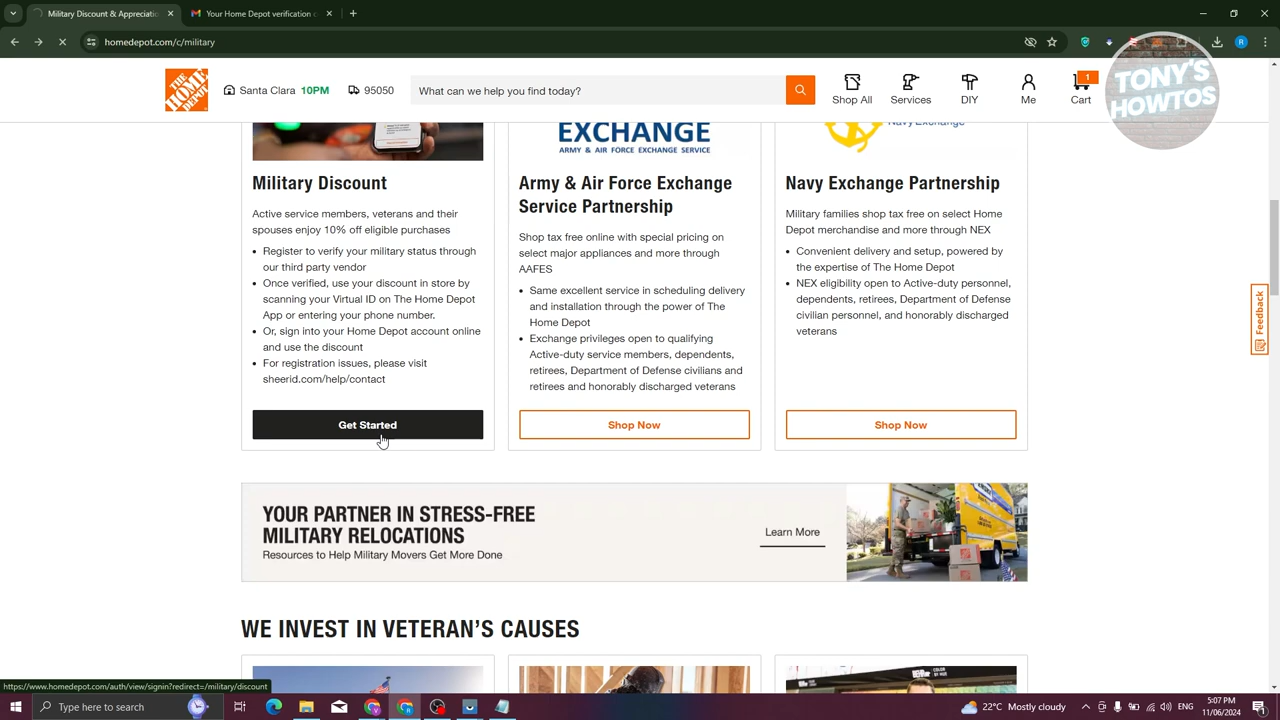 Military Discount & Appreciatio
Your Home Depot verification c
homedepot.com/c/military
R
THE HOME DEPOT
Santa Clara 10PM
95050
What can we help you find today?
Shop All
Services
DIY
Me
1
Cart
TONY'S
HOWTOS
EXCHANGE
ARMY & AIR FORCE EXCHANGE SERVICE
Navy Exchange
Military Discount
Active service members, veterans and their
spouses enjoy 10% off eligible purchases
• Register to verify your military status through
our third party vendor
• Once verified, use your discount in store by
scanning your Virtual ID on The Home Depot
App or entering your phone number.
• Or, sign into your Home Depot account online
and use the discount
• For registration issues, please visit
sheerid.com/help/contact
Get Started
Army & Air Force Exchange
Service Partnership
Shop tax free online with special pricing on
select major appliances and more through
AAFES
• Same excellent service in scheduling delivery
and installation through the power of The
Home Depot
• Exchange privileges open to qualifying
Active-duty service members, dependents,
retirees, Department of Defense civilians and
retirees and honorably discharged veterans
Shop Now
Navy Exchange Partnership
Military families shop tax free on select Home
Depot merchandise and more through NEX
• Convenient delivery and setup, powered by
the expertise of The Home Depot
• NEX eligibility open to Active-duty personnel,
dependents, retirees, Department of Defense
civilian personnel, and honorably discharged
veterans
Shop Now
Feedback
YOUR PARTNER IN STRESS-FREE
MILITARY RELOCATIONS
Resources to Help Military Movers Get More Done
Learn More
WE INVEST IN VETERAN'S CAUSES
https://www.homedepot.com/auth/view/signin?redirect=/military/discount
Type here to search
22°C Mostly cloudy
ENG
5:07 PM
11/06/2024